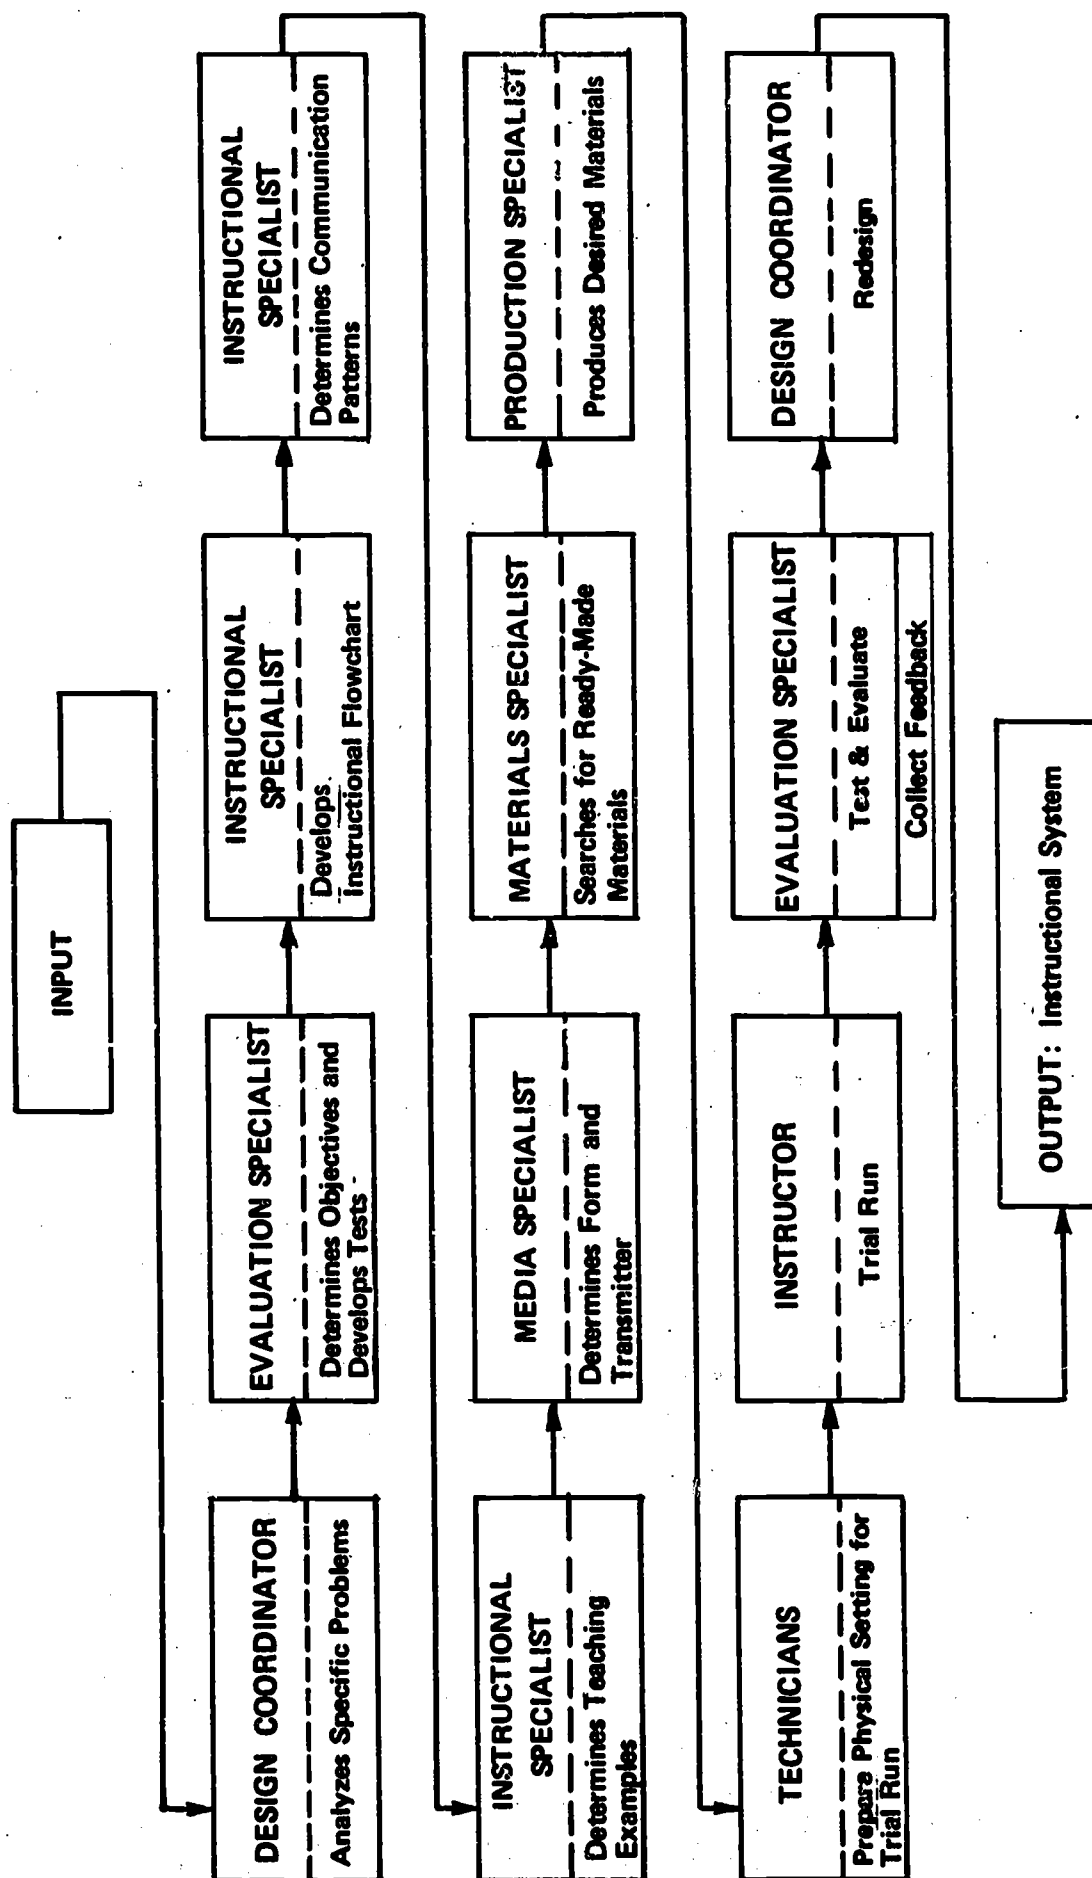 INPUT
DESIGN COORDINATOR
Analyzes Specific Problems
EVALUATION SPECIALIST
Determines Objectives and
Develops Tests
INSTRUCTIONAL
SPECIALIST
Develops
Instructional Flowchart
INSTRUCTIONAL
SPECIALIST
Determines Communication
Patterns
INSTRUCTIONAL
SPECIALIST
Determines Teaching
Examples
MEDIA SPECIALIST
Determines Form and
Transmitter
MATERIALS SPECIALIST
Searches for Ready-Made
Materials
PRODUCTION SPECIALIST
Produces Desired Materials
TECHNICIANS
Prepare Physical Setting for
Trial Run
INSTRUCTOR
Trial Run
EVALUATION SPECIALIST
Test & Evaluate
Collect Feedback
DESIGN COORDINATOR
Redesign
OUTPUT: Instructional System